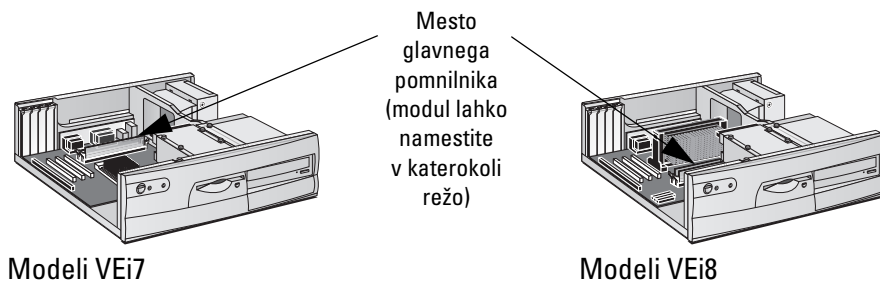 Mesto
glavnega
pomnilnika
(modul lahko
namestite
v katerokoli
režo)
Modeli VEi7
Modeli VEi8